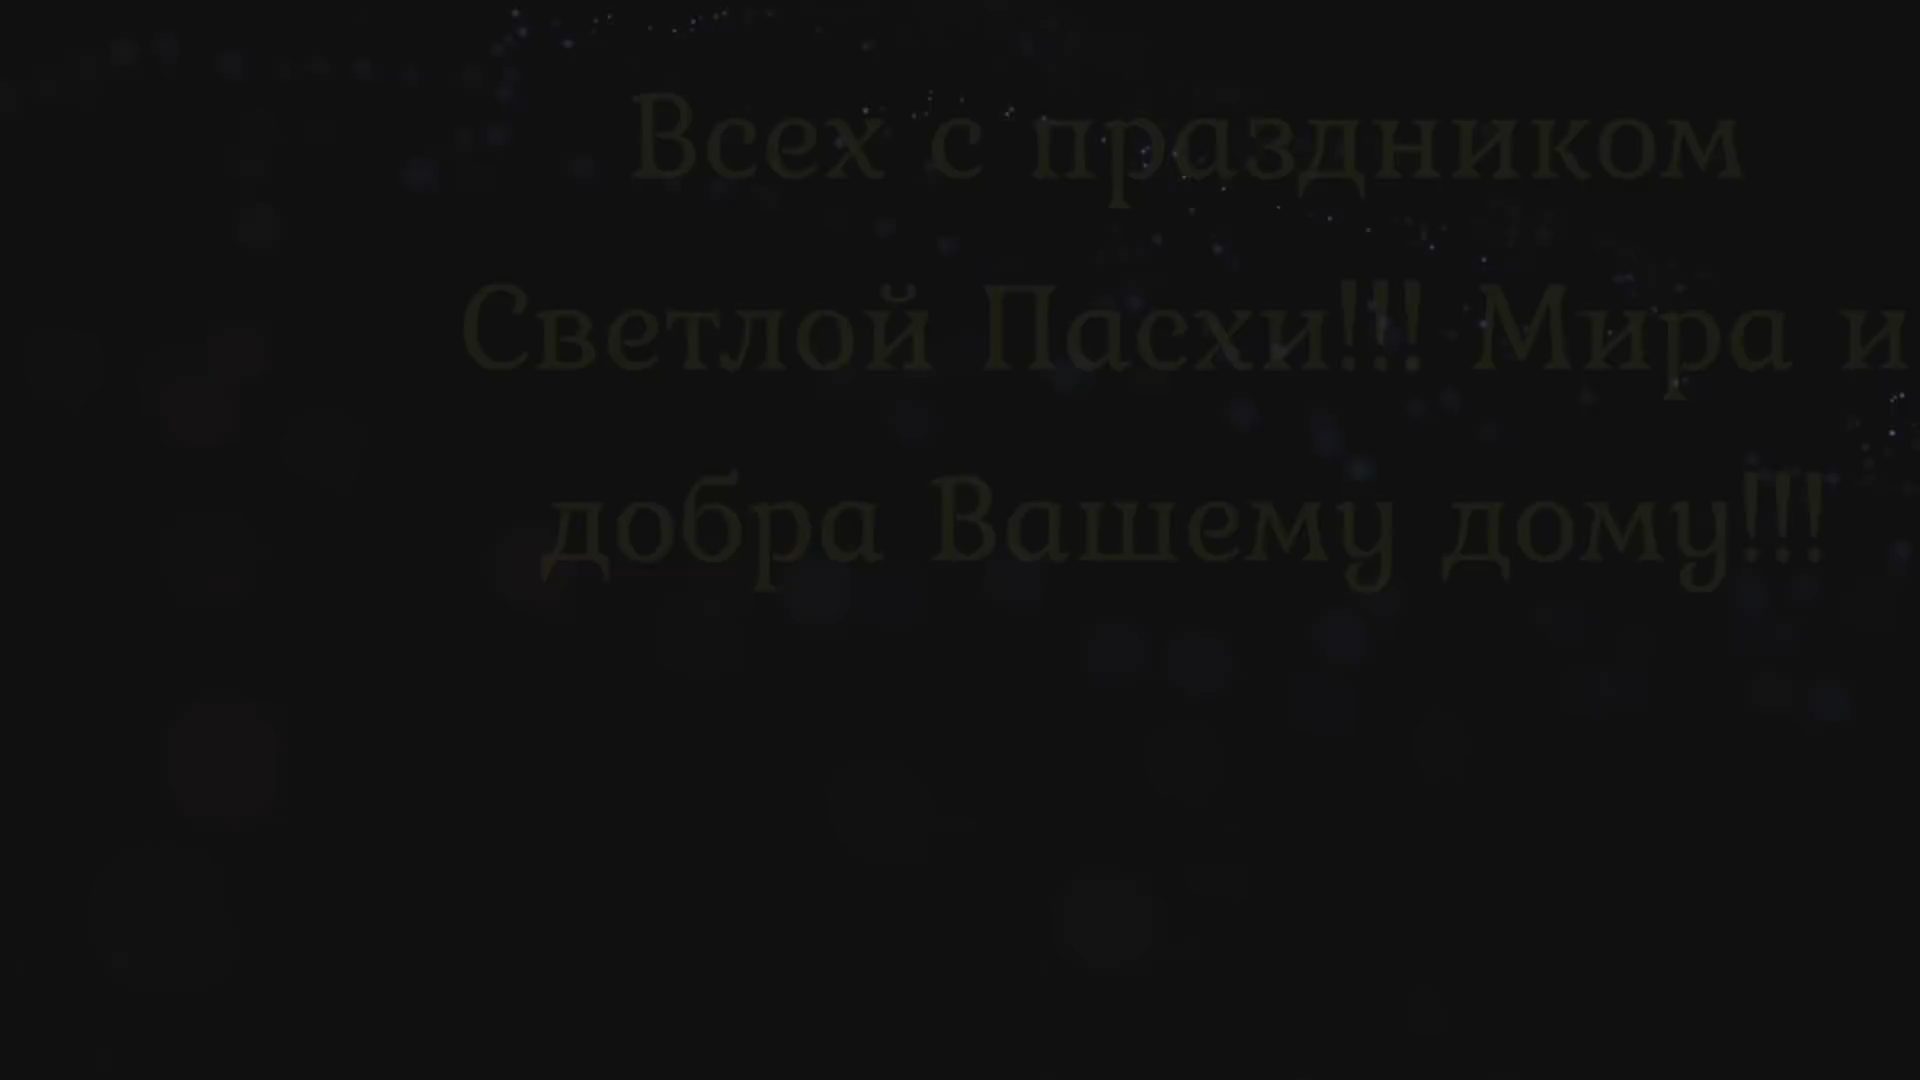 Всех с праздником
Светлой Пасхи!!! Мира и
добра Вашему дому!!!